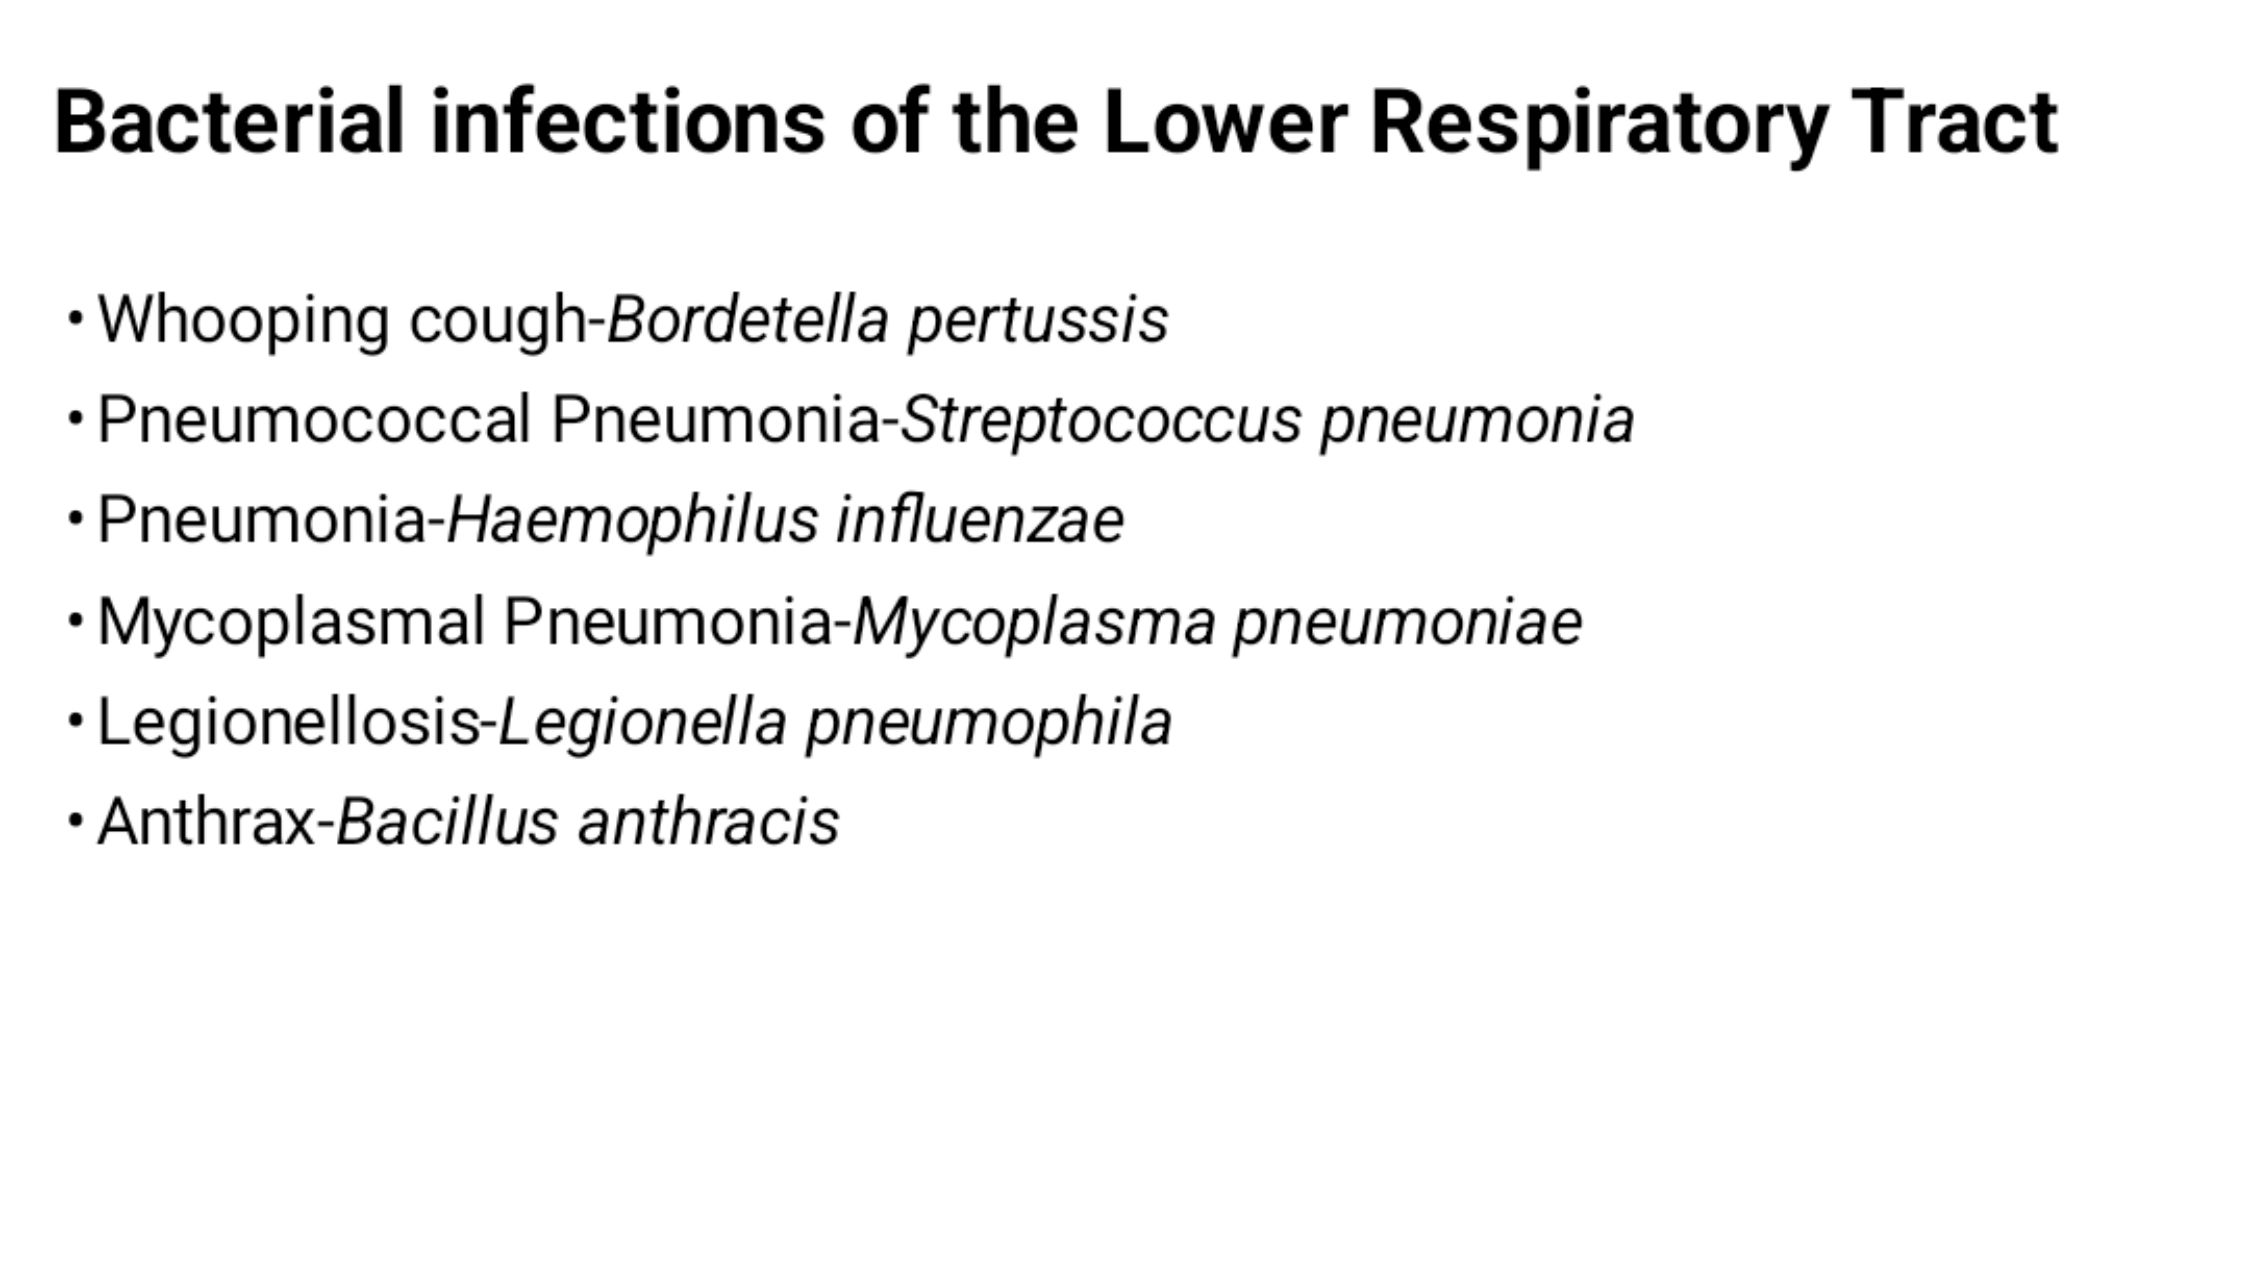 Bacterial infections of the Lower Respiratory Tract
• Whooping cough-Bordetella pertussis
• Pneumococcal Pneumonia-Streptococcus pneumonia
• Pneumonia-Haemophilus influenzae
• Mycoplasmal Pneumonia-Mycoplasma pneumoniae
• Legionellosis-Legionella pneumophila
• Anthrax-Bacillus anthracis